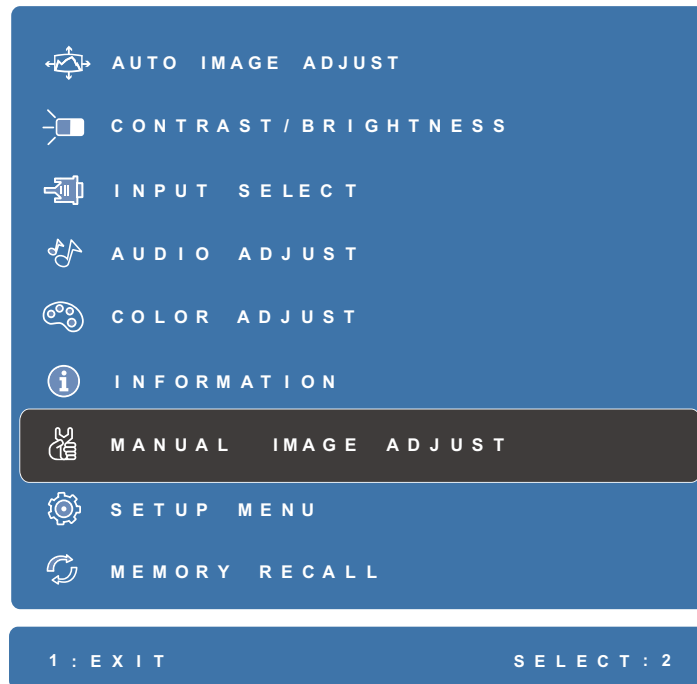 AUTO IMAGE ADJUST
CONTRAST/BRIGHTNESS
INPUT SELECT
AUDIO ADJUST
COLOR ADJUST
INFORMATION
MANUAL IMAGE ADJUST
SETUP MENU
MEMORY RECALL
1:EXIT SELECT:2